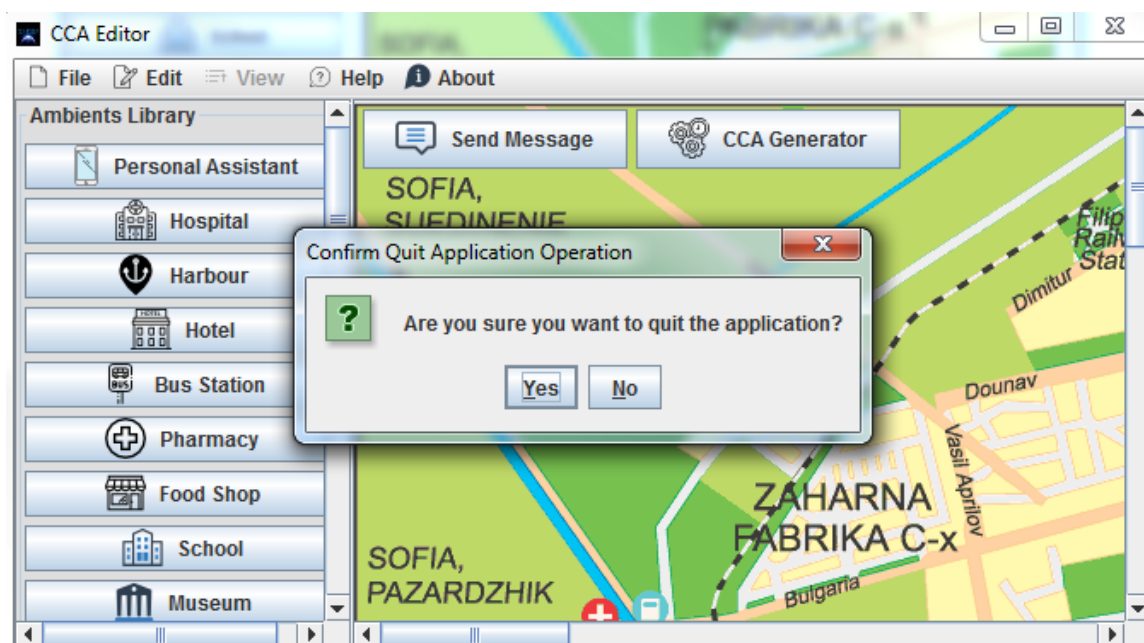 CCA Editor
File Edit View Help About
Ambients Library
Personal Assistant
Hospital
Harbour
Hotel
Bus Station
Pharmacy
Food Shop
School
Museum
Send Message
CCA Generator
SOFIA,
SUEDINENIE
Confirm Quit Application Operation
?
Are you sure you want to quit the application?
Yes No
Dimitur
Dounav
Vasil Aprilov
ZAHARNA
FABRIKA C-x
SOFIA,
PAZARDZHIK
Bulgaria